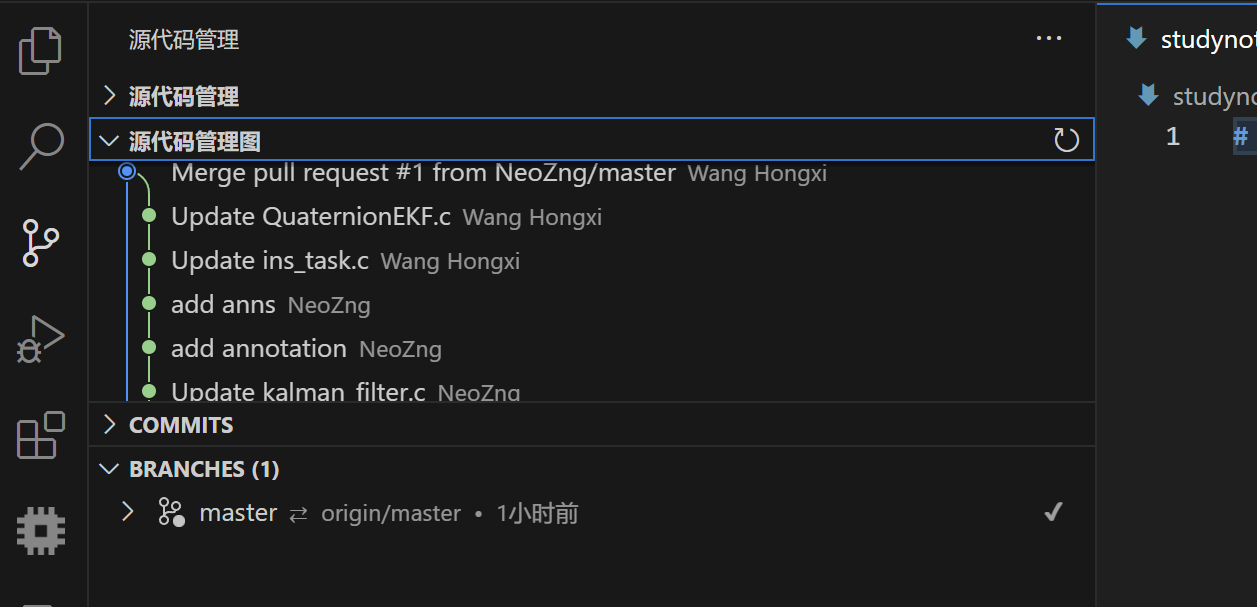 源代码管理
studyno
源代码管理
studyno
源代码管理图
1 #
Merge pull request #1 from NeoZng/master Wang Hongxi
Update QuaternionEKF.c Wang Hongxi
Update ins_task.c Wang Hongxi
add anns NeoZng
add annotation NeoZng
Update kalman_filter.c NeoZng
COMMITS
BRANCHES (1)
master ⇄ origin/master • 1小时前